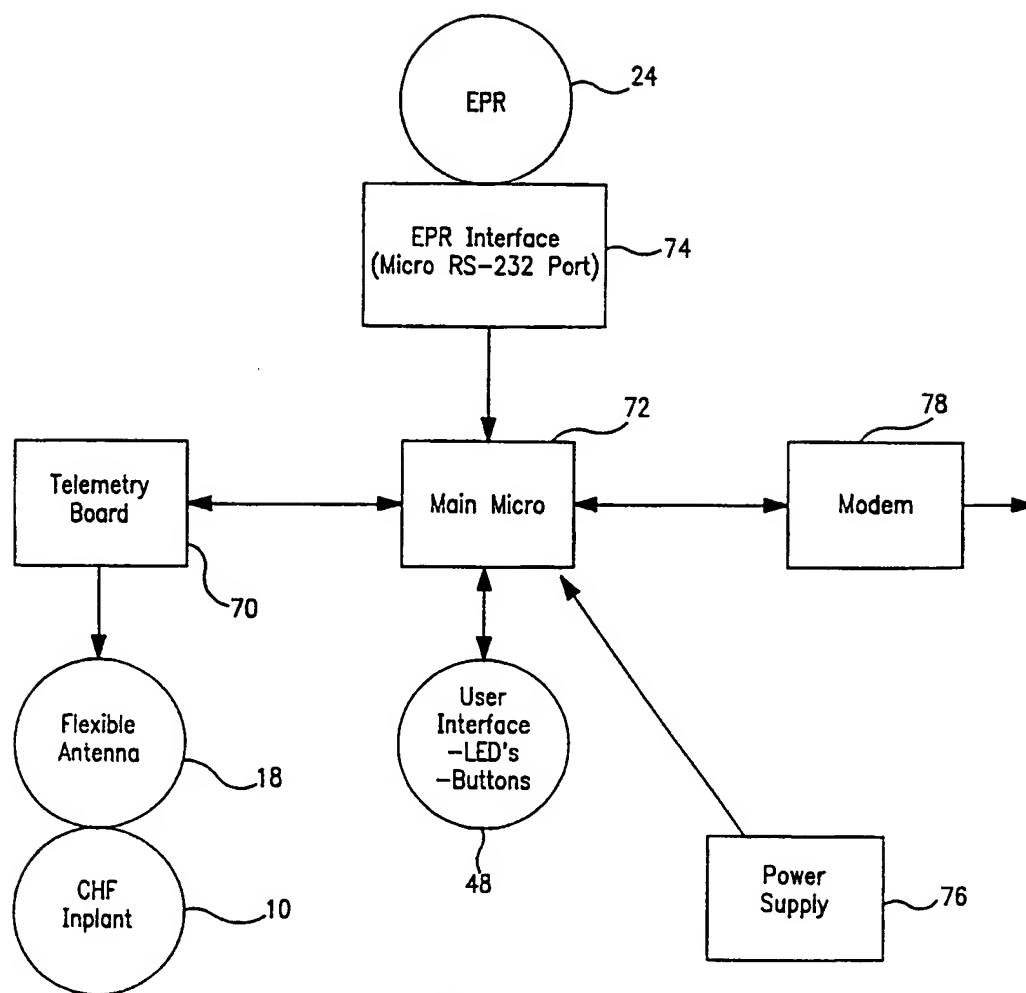 EPR
24
EPR Interface
(Micro RS-232 Port)
74
72
78
Telemetry
Board
Main Micro
Modem
70
Flexible
Antenna
18
User
Interface
-LED's
-Buttons
48
CHF
Inplant
10
Power
Supply
76